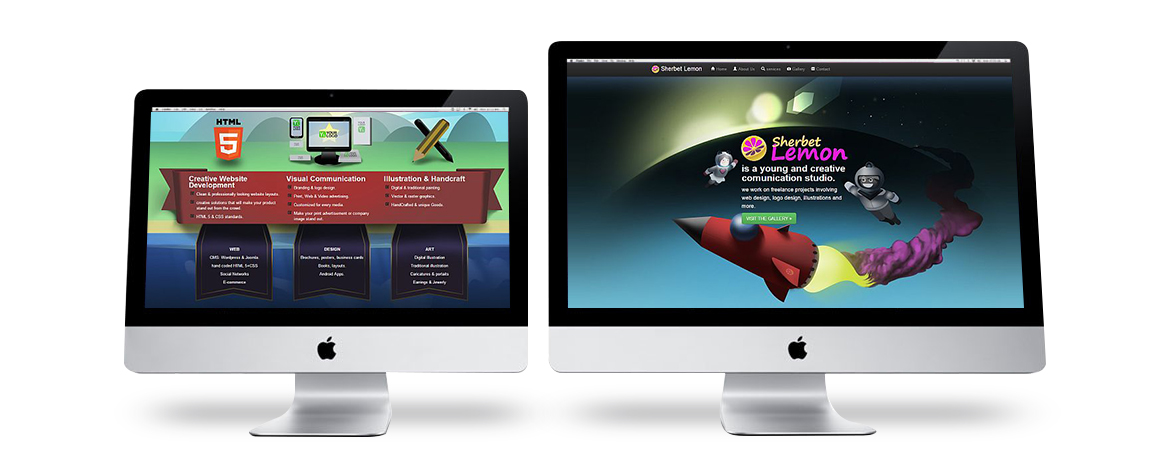 HTML
5
YOUR
LOGO
Creative Website
Development
Clean & professionally looking website layouts.
creative solutions that will make your product
stand out from the crowd.
HTML 5 & CSS standards.
Visual Communication
Branding & logo design.
Print, Web & Video advertising.
Customized for every media.
Make your print advertisement or company
image stand out.
Illustration & Handcraft
Digital & traditional painting
Vector & raster graphics
HandCrafted & unique Goods.
WEB
CMS: Wordpress & Joomla
hand coded HTML 5+CSS
Social Networks
E-commerce
DESIGN
Brochures, posters, business cards
Books, layouts
Android Apps.
ART
Digital Illustration
Traditional illustration
Caricatures & portaits
Earrings & Jewerly
Sherbet Lemon
Home
About Us
services
Gallery
Contact
Sherbet
Lemon
is a young and creative
comunication studio.
we work on freelance projects involving
web design, logo design, illustrations and
more.
VISIT THE GALLERY »